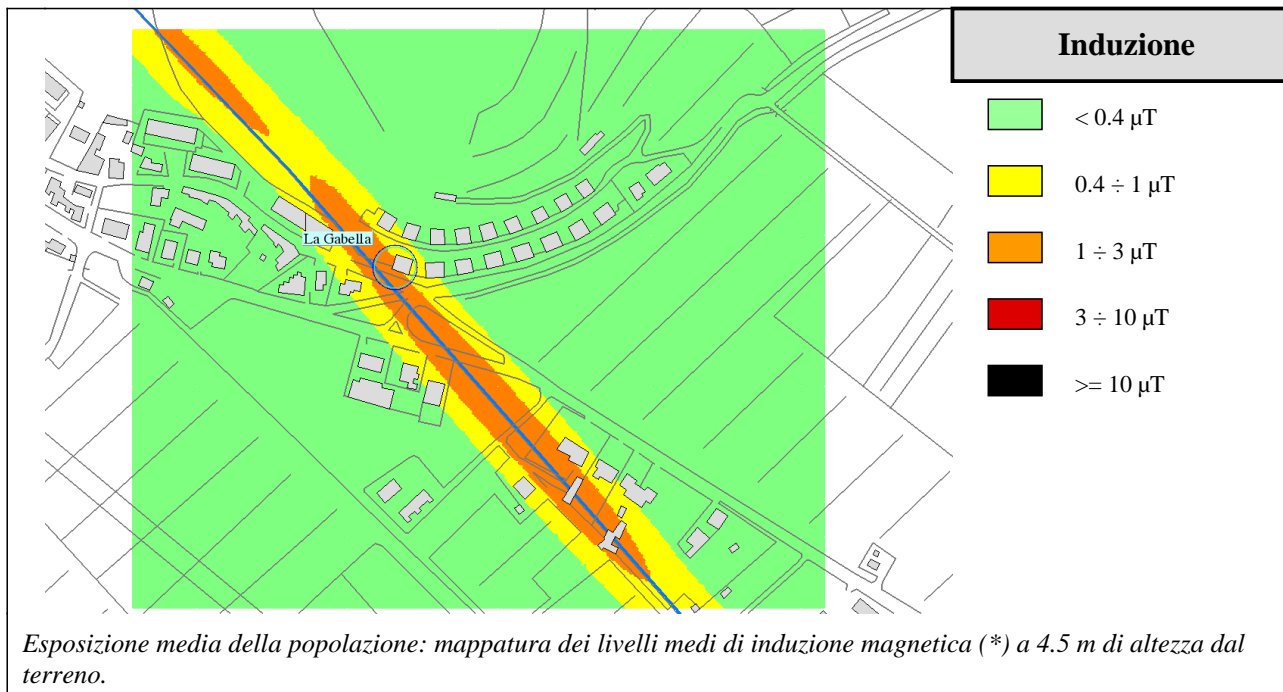 Induzione
< 0.4 µT
0.4 ÷ 1 µT
1 ÷ 3 µT
3 ÷ 10 µT
>= 10 µT
La Gabella
Esposizione media della popolazione: mappatura dei livelli medi di induzione magnetica (*) a 4.5 m di altezza dal
terreno.